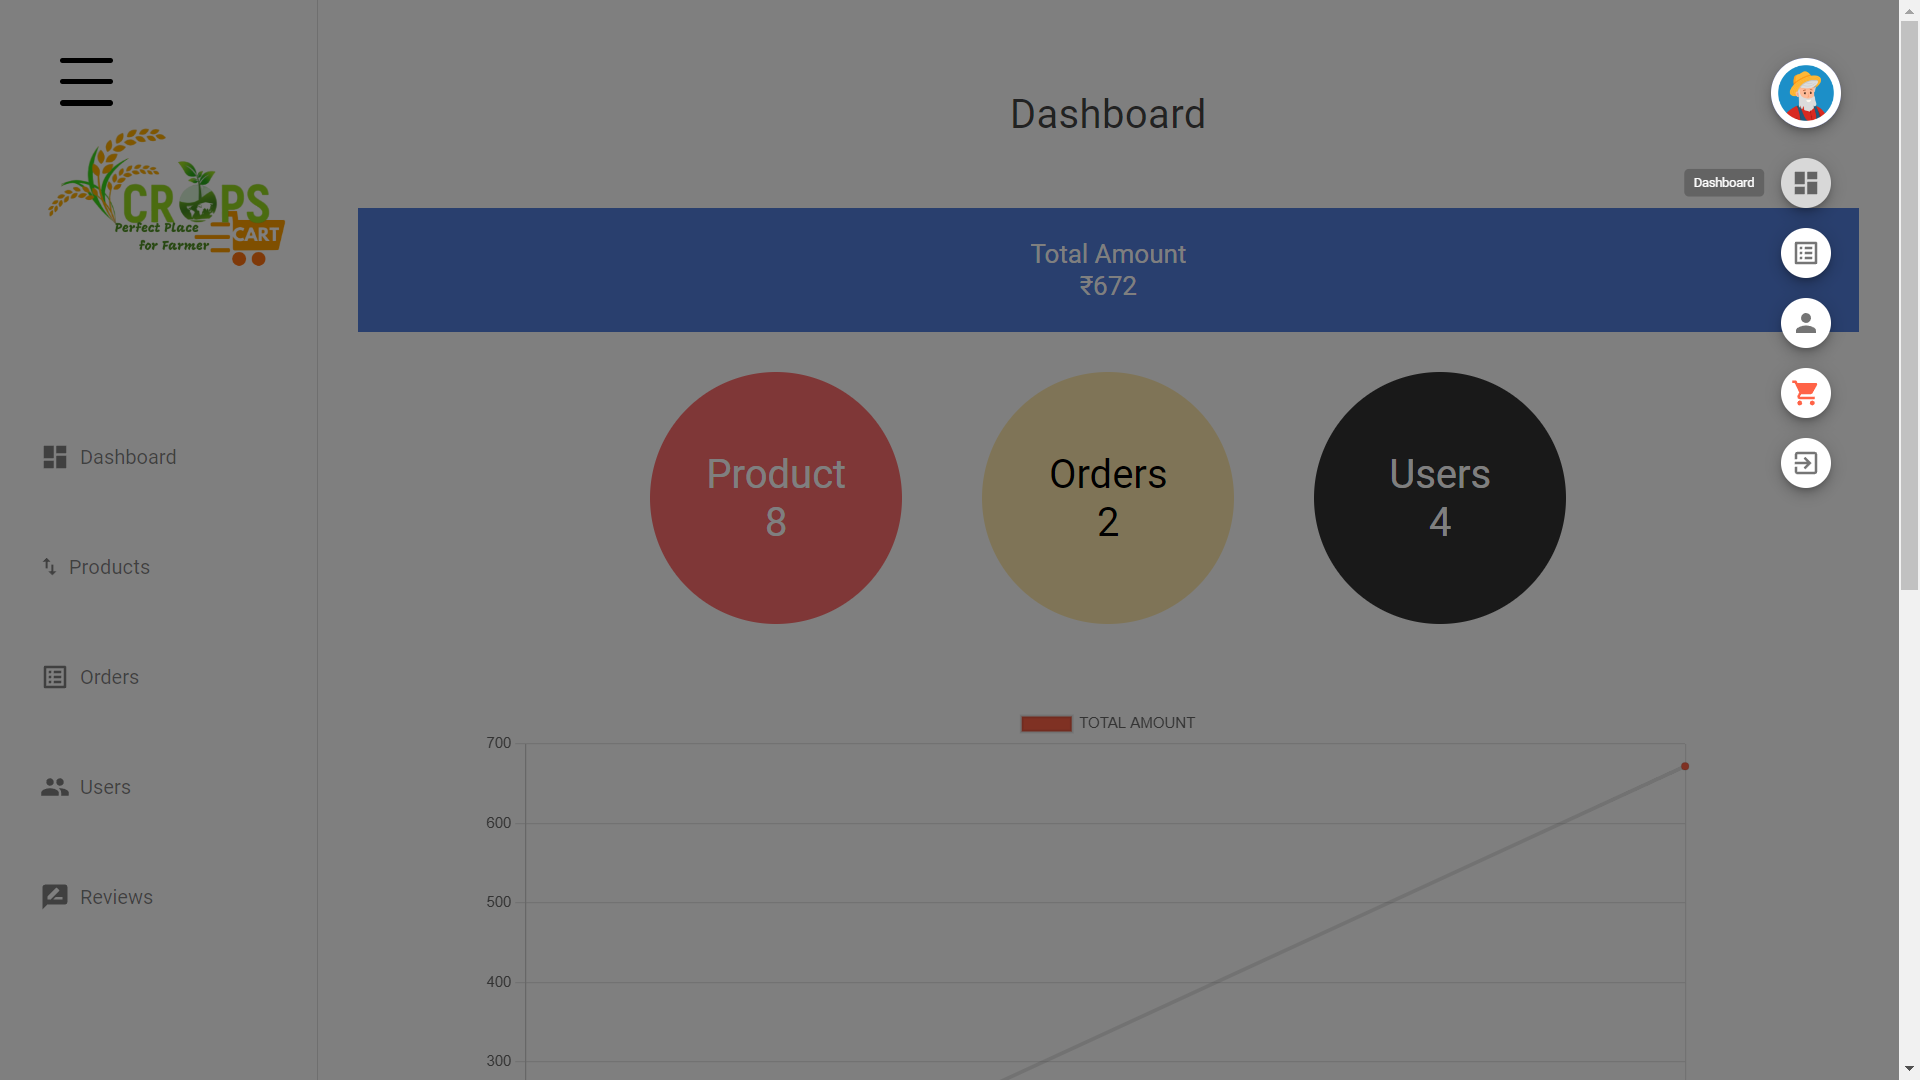 CROPS
Perfect Place
for Farmer
CART
Dashboard
Products
Orders
Users
Reviews
Dashboard
Dashboard
Total Amount
₹672
Product
8
Orders
2
Users
4
TOTAL AMOUNT
700
600
500
400
300